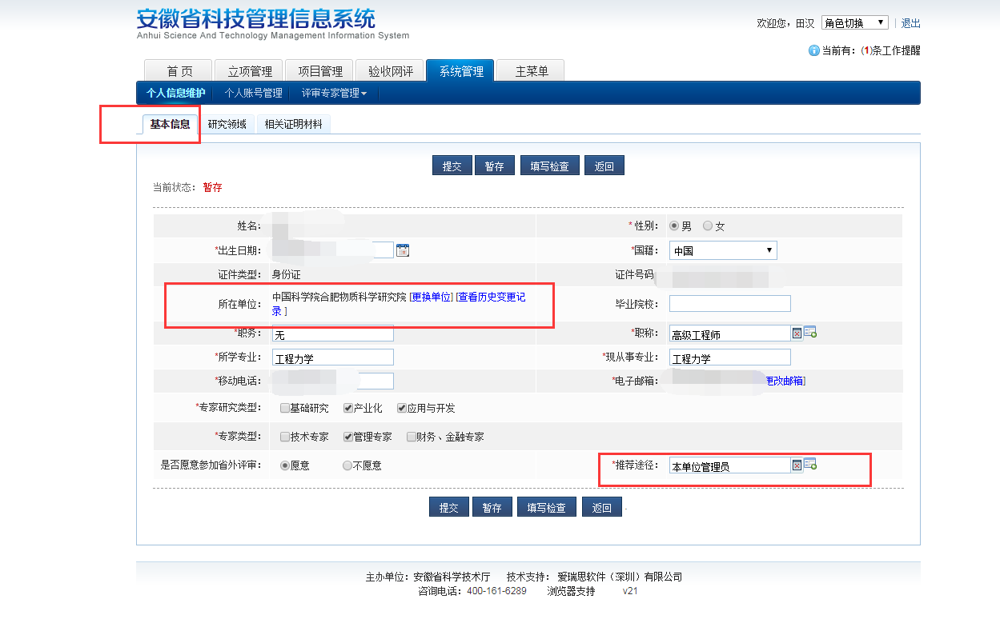 安徽省科技管理信息系统
Anhui Science And Technology Management Information System
欢迎您，田汉 角色切换 退出
当前有：(1)条工作提醒
首 页 立项管理 项目管理 验收网评 系统管理 主菜单
个人信息维护 个人账号管理 评审专家管理
基本信息 研究领域 相关证明材料
提交 暂存 填写检查 返回
当前状态： 暂存
姓名： *性别： 男 女
*出生日期： *国籍： 中国
证件类型： 身份证 证件号码
所在单位： 中国科学院合肥物质科学研究院 [更换单位] [查看历史变更记
录 ] 毕业院校：
*职务： 无 *职称： 高级工程师
*所学专业： 工程力学 *现从事专业： 工程力学
*移动电话： *电子邮箱： 更改邮箱]
*专家研究类型： 基础研究 产业化 应用与开发
*专家类型： 技术专家 管理专家 财务、金融专家
是否愿意参加省外评审： 愿意 不愿意 *推荐途径： 本单位管理员
提交 暂存 填写检查 返回
主办单位：安徽省科学技术厅 技术支持： 爱瑞思软件（深圳）有限公司
咨询电话：400-161-6289 浏览器支持 v21